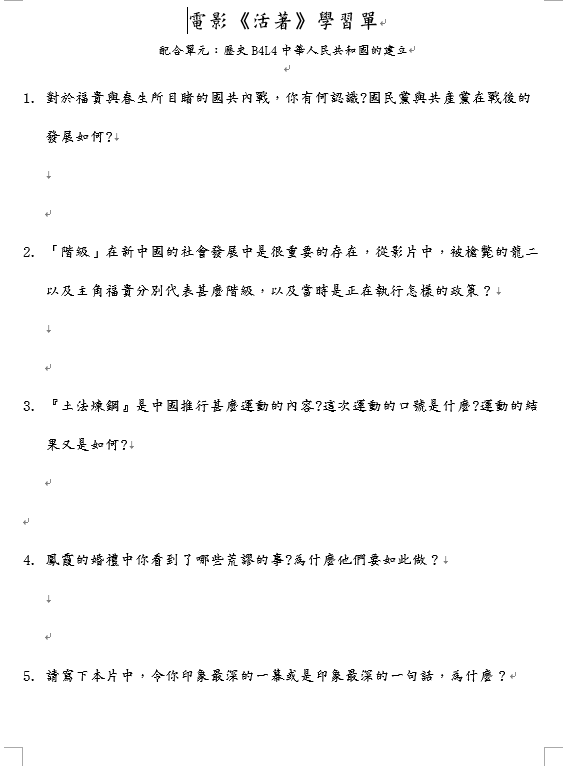 電影《活著》學習單
配合單元：歷史 B4L4 中華人民共和國的建立
1. 對於福貴與春生所目睹的國共內戰，你有何認識?國民黨與共產黨在戰後的
發展如何?
2. 「階級」在新中國的社會發展中是很重要的存在，從影片中，被槍斃的龍二
以及主角福貴分別代表甚麼階級，以及當時是正在執行怎樣的政策？
3. 『土法煉鋼』是中國推行甚麼運動的內容?這次運動的口號是什麼?運動的結
果又是如何?
4. 鳳霞的婚禮中你看到了哪些荒謬的事?為什麼他們要如此做？
5. 請寫下本片中，令你印象最深的一幕或是印象最深的一句話，為什麼？